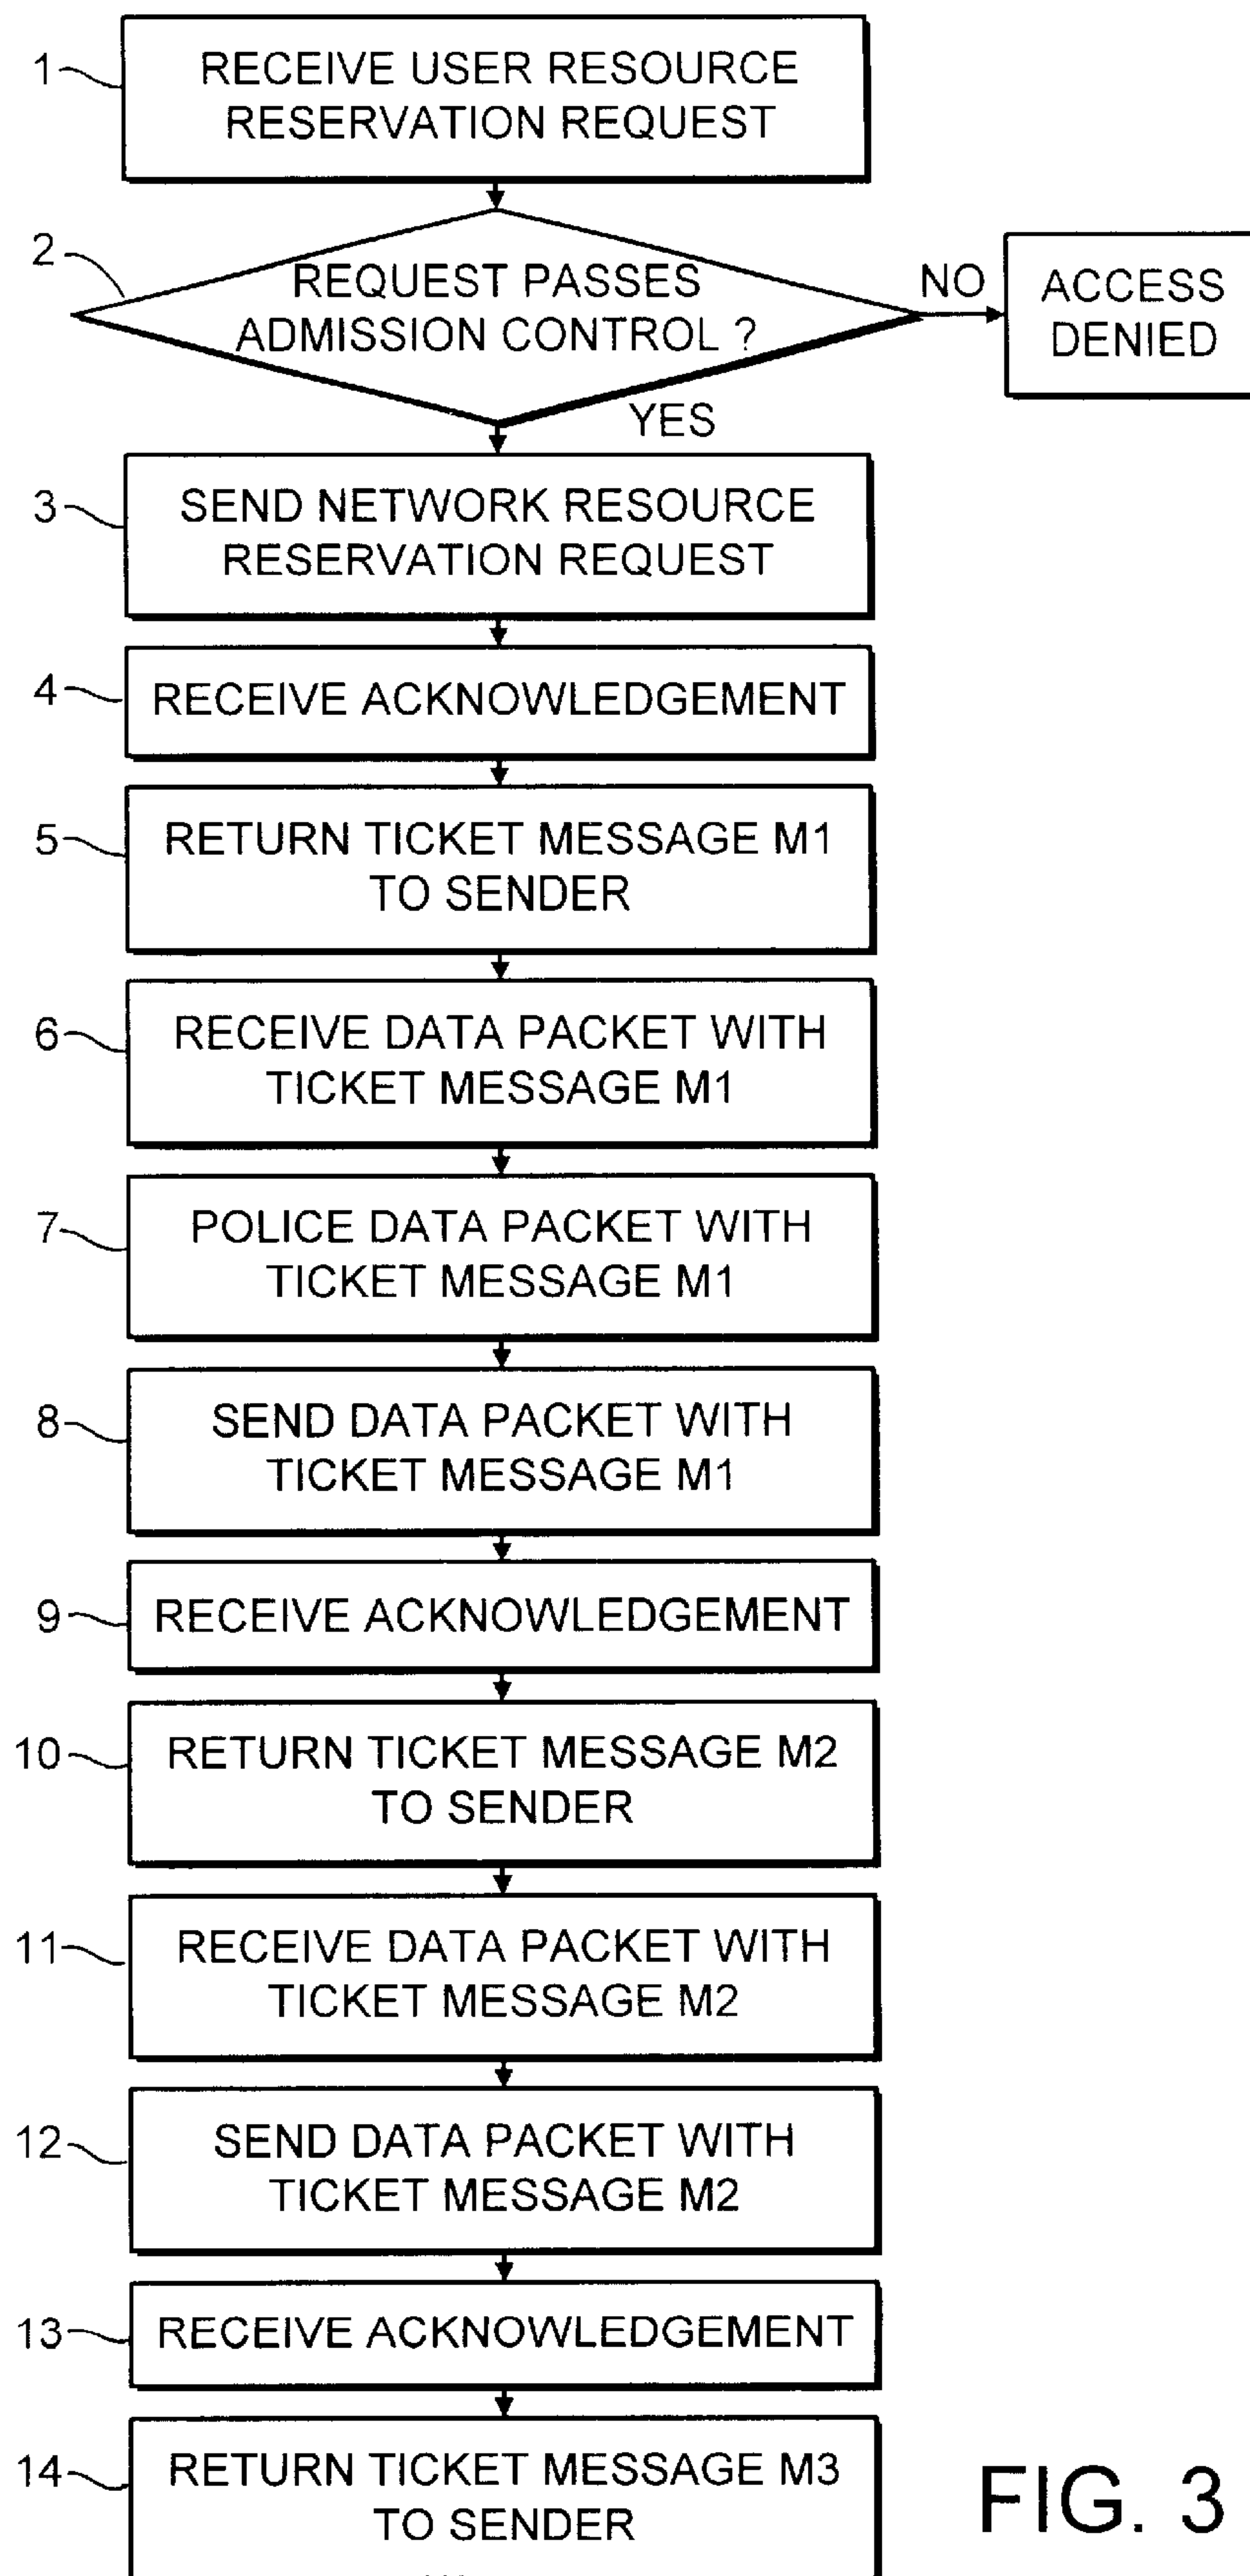 1
RECEIVE USER RESOURCE
RESERVATION REQUEST
2
REQUEST PASSES
ADMISSION CONTROL ?
NO
ACCESS
DENIED
YES
3
SEND NETWORK RESOURCE
RESERVATION REQUEST
4
RECEIVE ACKNOWLEDGEMENT
5
RETURN TICKET MESSAGE M1
TO SENDER
6
RECEIVE DATA PACKET WITH
TICKET MESSAGE M1
7
POLICE DATA PACKET WITH
TICKET MESSAGE M1
8
SEND DATA PACKET WITH
TICKET MESSAGE M1
9
RECEIVE ACKNOWLEDGEMENT
10
RETURN TICKET MESSAGE M2
TO SENDER
11
RECEIVE DATA PACKET WITH
TICKET MESSAGE M2
12
SEND DATA PACKET WITH
TICKET MESSAGE M2
13
RECEIVE ACKNOWLEDGEMENT
14
RETURN TICKET MESSAGE M3
TO SENDER
FIG. 3